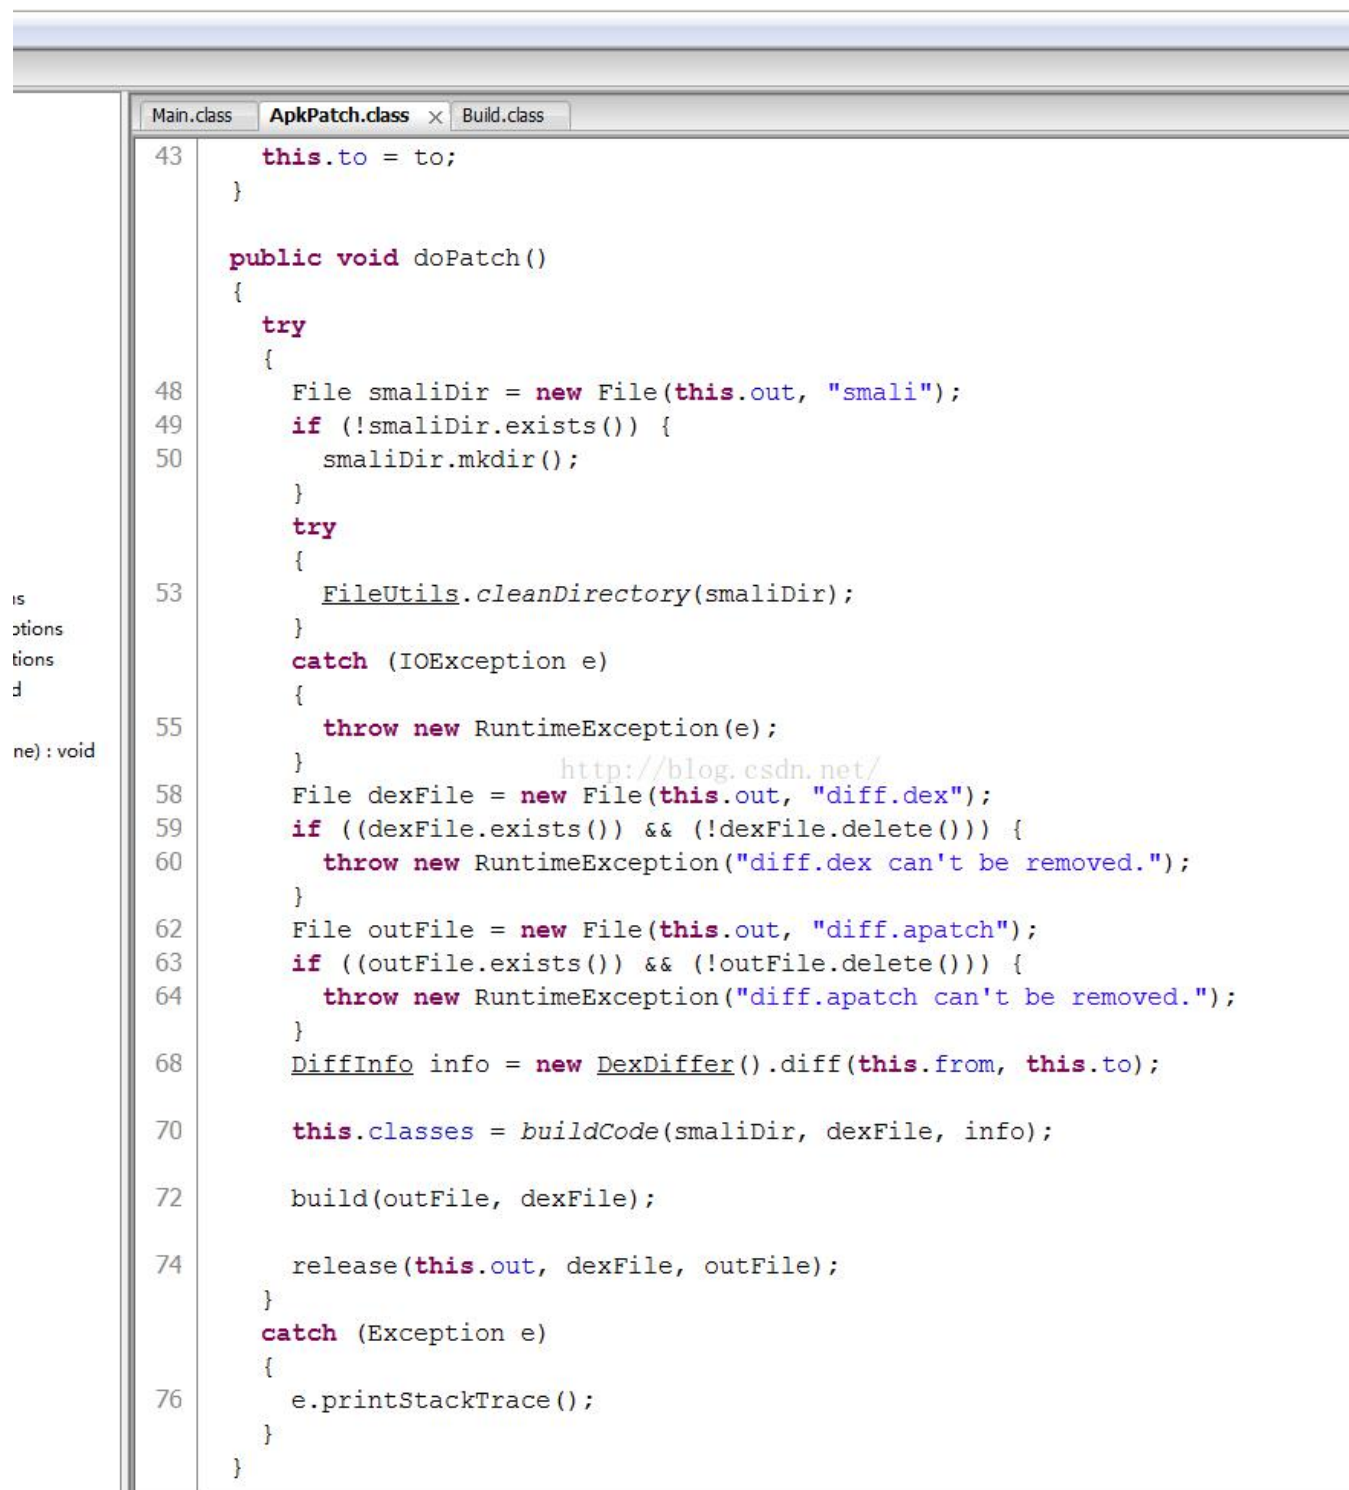 Main.class ApkPatch.class × Build.class
43 this.to = to;
}
public void doPatch()
{
try
{
48 File smaliDir = new File(this.out, "smali");
49 if (!smaliDir.exists()) {
50 smaliDir.mkdir();
}
try
{
53 FileUtils.cleanDirectory(smaliDir);
}
catch (IOException e)
{
55 throw new RuntimeException(e);
}
http://blog.csdn.net/
58 File dexFile = new File(this.out, "diff.dex");
59 if ((dexFile.exists()) && (!dexFile.delete())) {
60 throw new RuntimeException("diff.dex can't be removed.");
}
62 File outFile = new File(this.out, "diff.apatch");
63 if ((outFile.exists()) && (!outFile.delete())) {
64 throw new RuntimeException("diff.apatch can't be removed.");
}
68 DiffInfo info = new DexDiffer().diff(this.from, this.to);
70 this.classes = buildCode(smaliDir, dexFile, info);
72 build(outFile, dexFile);
74 release(this.out, dexFile, outFile);
}
catch (Exception e)
{
76 e.printStackTrace();
}
}
ne) : void